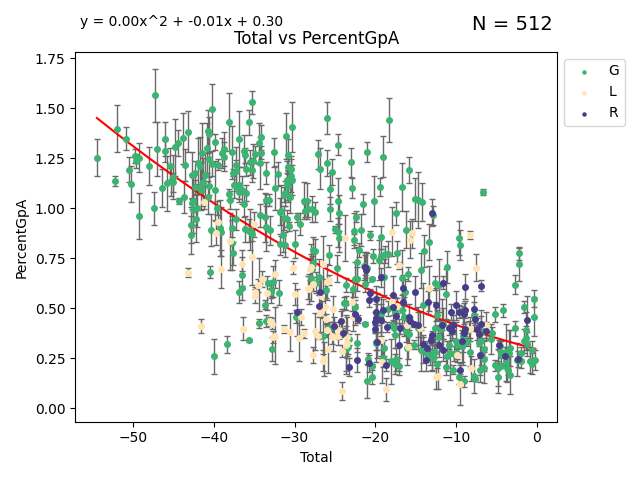 y = 0.00x^2 + -0.01x + 0.30
N = 512
Total vs PercentGpA
1.75
1.50
1.25
1.00
0.75
0.50
0.25
0.00
PercentGpA
−50
−40
−30
−20
−10
0
Total
G
L
R